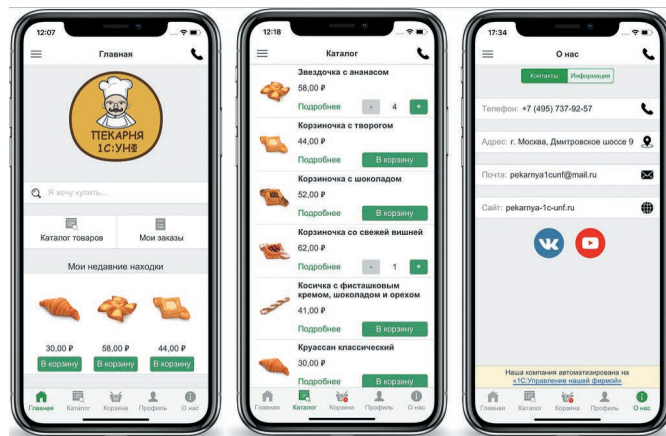 12:07
Главная
ПЕКАРНЯ
1С:УНФ
Я хочу купить...
Каталог товаров
Мои заказы
Мои недавние находки
30,00 ₽
58,00 ₽
44,00 ₽
В корзину
В корзину
В корзину
Главная
Каталог
Корзина
Профиль
О нас
12:18
Каталог
Звездочка с ананасом
58,00 ₽
Подробнее
- 4 +
Корзиночка с творогом
44,00 ₽
Подробнее
В корзину
Корзиночка с шоколадом
52,00 ₽
Подробнее
В корзину
Корзиночка со свежей вишней
62,00 ₽
Подробнее
- 1 +
Косичка с фисташковым
кремом, шоколадом и орехом
41,00 ₽
Подробнее
В корзину
Круассан классический
30,00 ₽
Подробнее
В корзину
Главная
Каталог
Корзина
Профиль
О нас
17:34
О нас
Контакты
Информация
Телефон: +7 (495) 737-92-57
Адрес: г. Москва, Дмитровское шоссе 9
Почта: pekarnya1cunf@mail.ru
Сайт: pekarnya-1c-unf.ru
Наша компания автоматизирована на
«1С:Управление нашей фирмой»
Главная
Каталог
Корзина
Профиль
О нас